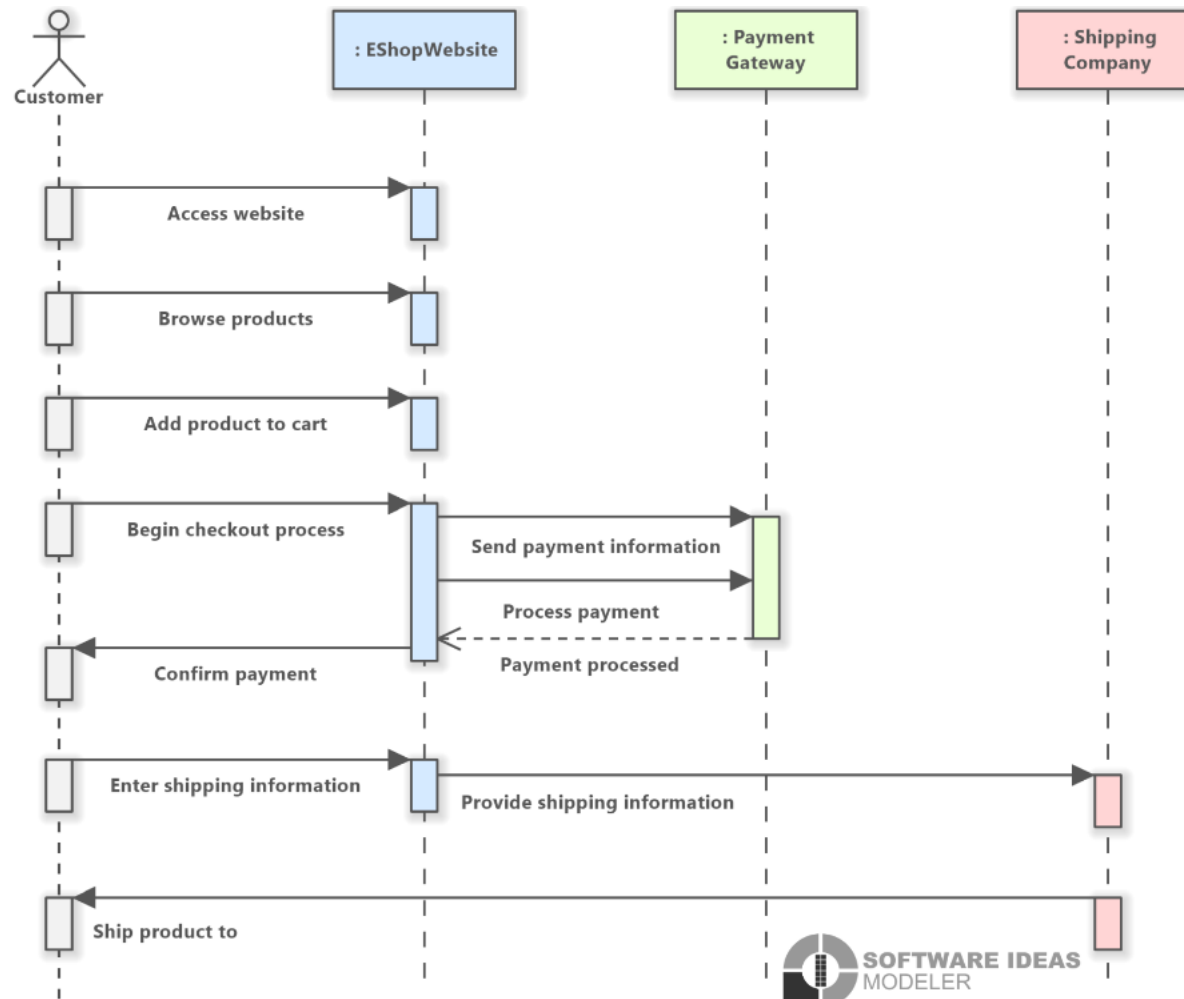 Customer
: EShopWebsite
: Payment
Gateway
: Shipping
Company
Access website
Browse products
Add product to cart
Begin checkout process
Send payment information
Process payment
Payment processed
Confirm payment
Enter shipping information
Provide shipping information
Ship product to
SOFTWARE IDEAS
MODELER